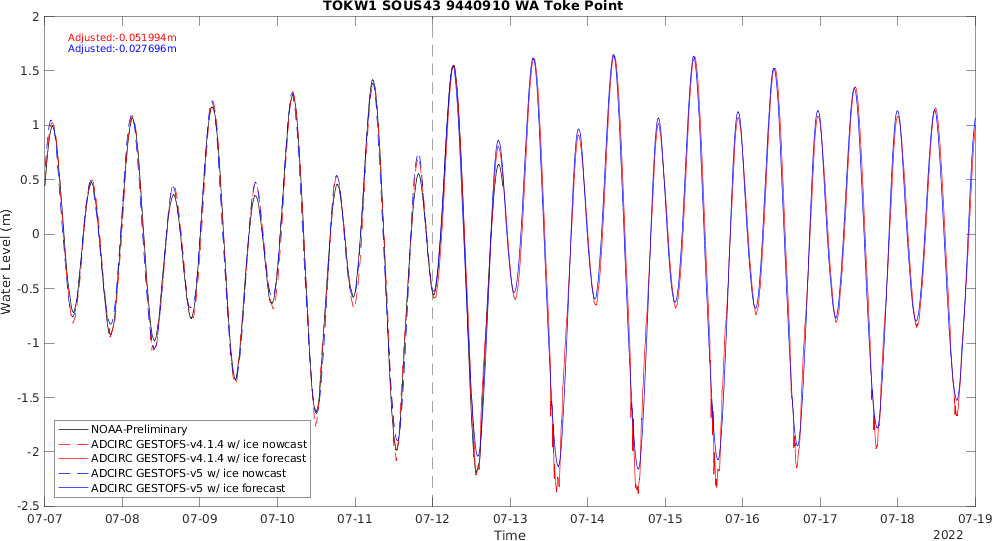 TOKW1 SOUS43 9440910 WA Toke Point
Adjusted:-0.051994m
Adjusted:-0.027696m
2
1.5
1
0.5
0
-0.5
-1
-1.5
-2
-2.5
Water Level (m)
NOAA-Preliminary
ADCIRC GESTOFS-v4.1.4 w/ ice nowcast
ADCIRC GESTOFS-v4.1.4 w/ ice forecast
ADCIRC GESTOFS-v5 w/ ice nowcast
ADCIRC GESTOFS-v5 w/ ice forecast
07-07 07-08 07-09 07-10 07-11 07-12 07-13 07-14 07-15 07-16 07-17 07-18 07-19
Time
2022